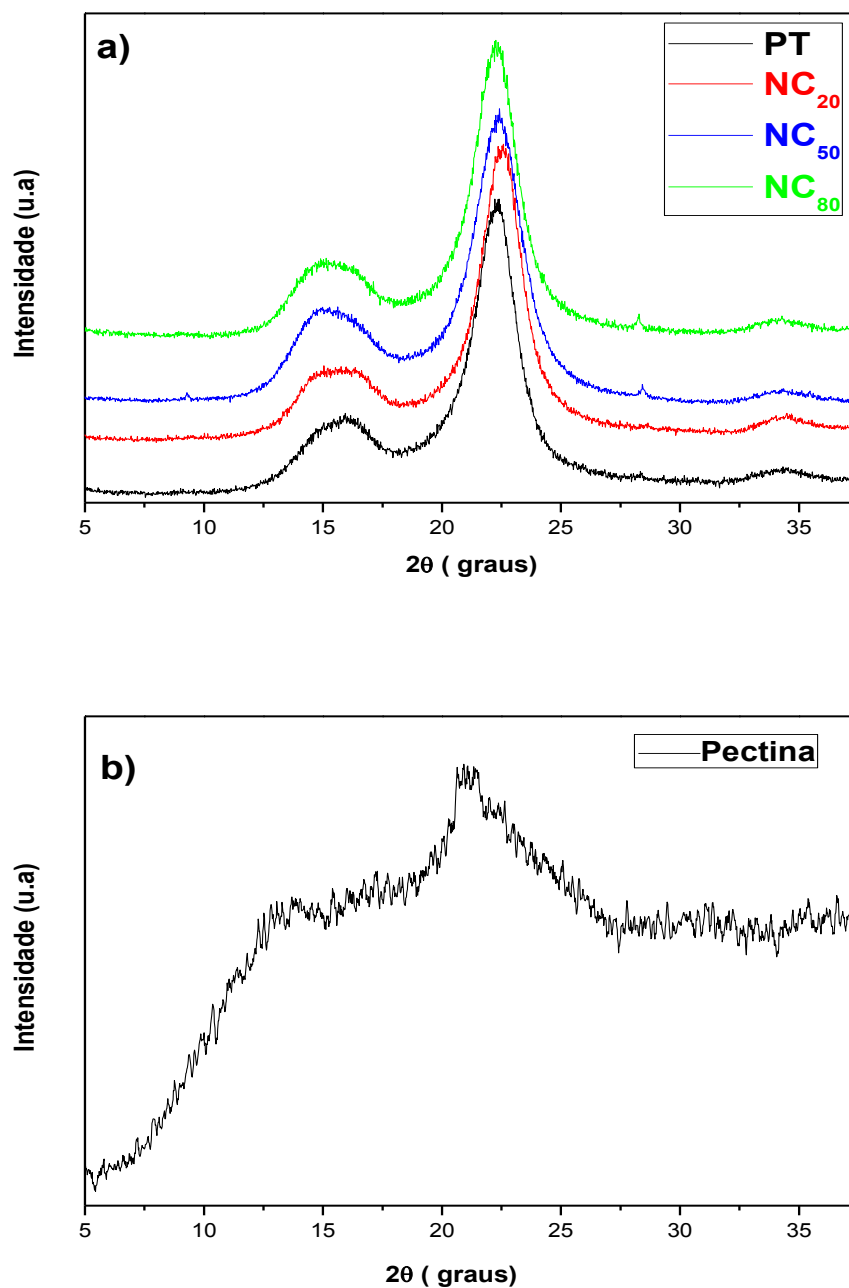 a)
PT
NC20
NC50
NC80
Intensidade (u.a)
5 10 15 20 25 30 35
2θ ( graus)
b)
Pectina
Intensidade (u.a)
5 10 15 20 25 30 35
2θ ( graus)